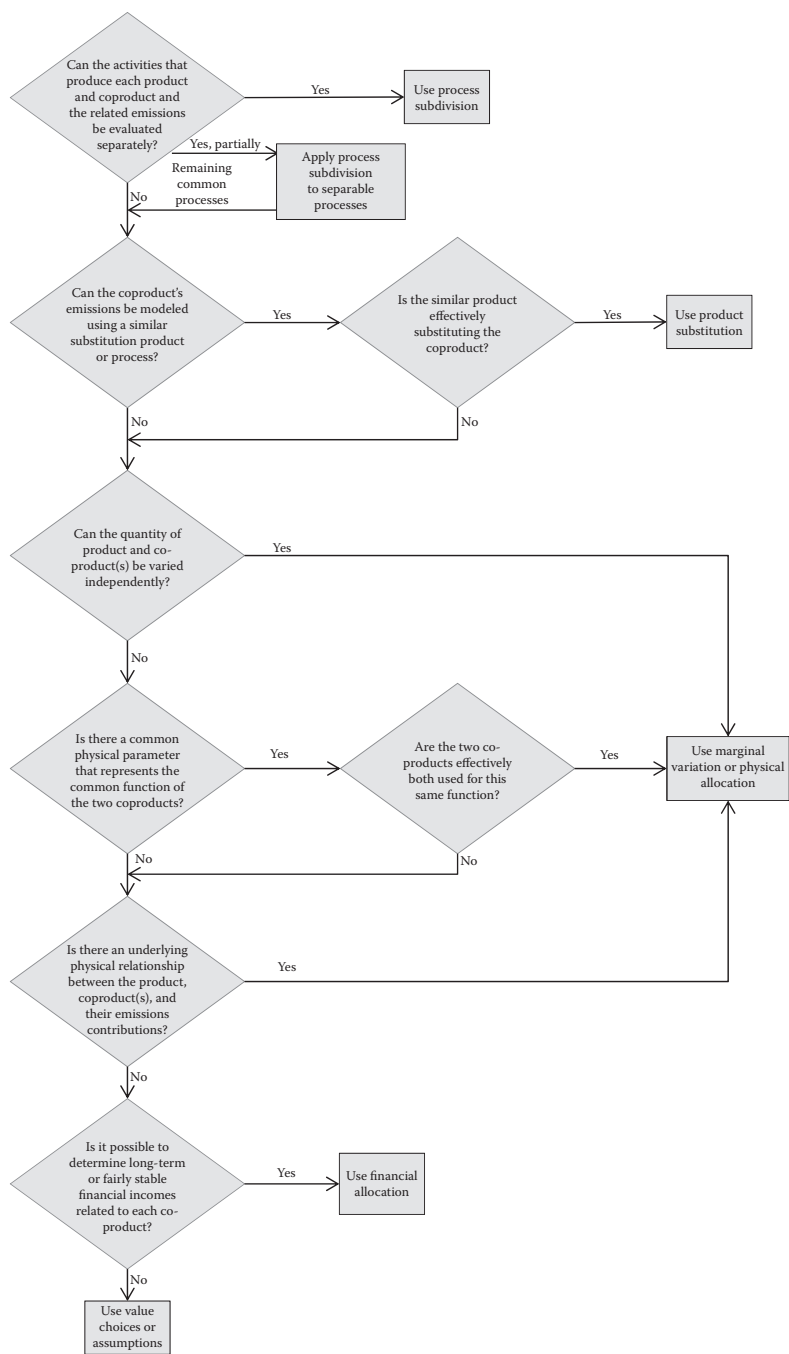 Can the activities that
produce each product
and coproduct and
the related emissions
be evaluated
separately?
Yes
Use process
subdivision
Yes, partially
Remaining
common
processes
Apply process
subdivision
to separable
processes
No
Can the coproduct's
emissions be modeled
using a similar
substitution product
or process?
Yes
Is the similar product
effectively
substituting the
coproduct?
Yes
Use product
substitution
No
No
Can the quantity of
product and co-
product(s) be varied
independently?
Yes
No
Is there a common
physical parameter
that represents the
common function of
the two coproducts?
Yes
Are the two co-
products effectively
both used for this
same function?
Yes
Use marginal
variation or physical
allocation
No
No
Is there an underlying
physical relationship
between the product,
coproduct(s), and
their emissions
contributions?
Yes
No
Is it possible to
determine long-term
or fairly stable
financial incomes
related to each co-
product?
Yes
Use financial
allocation
No
Use value
choices or
assumptions